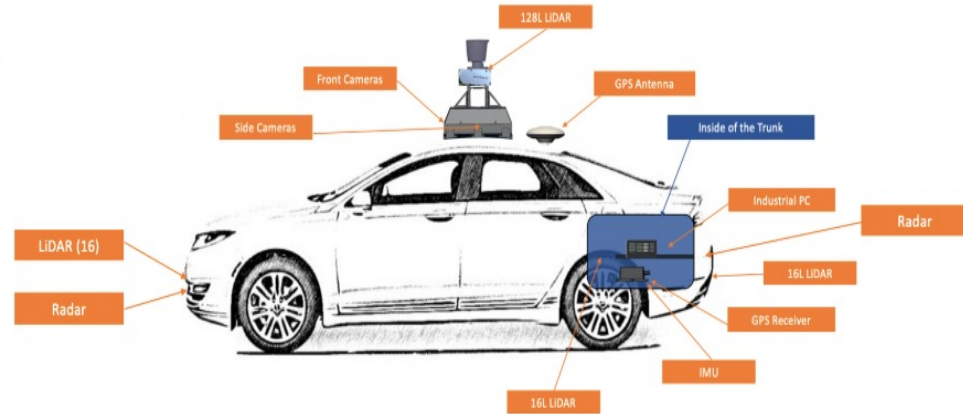 128L LiDAR
Front Cameras
GPS Antenna
Side Cameras
Inside of the Trunk
Industrial PC
Radar
LiDAR (16)
16L LiDAR
Radar
GPS Receiver
IMU
16L LiDAR